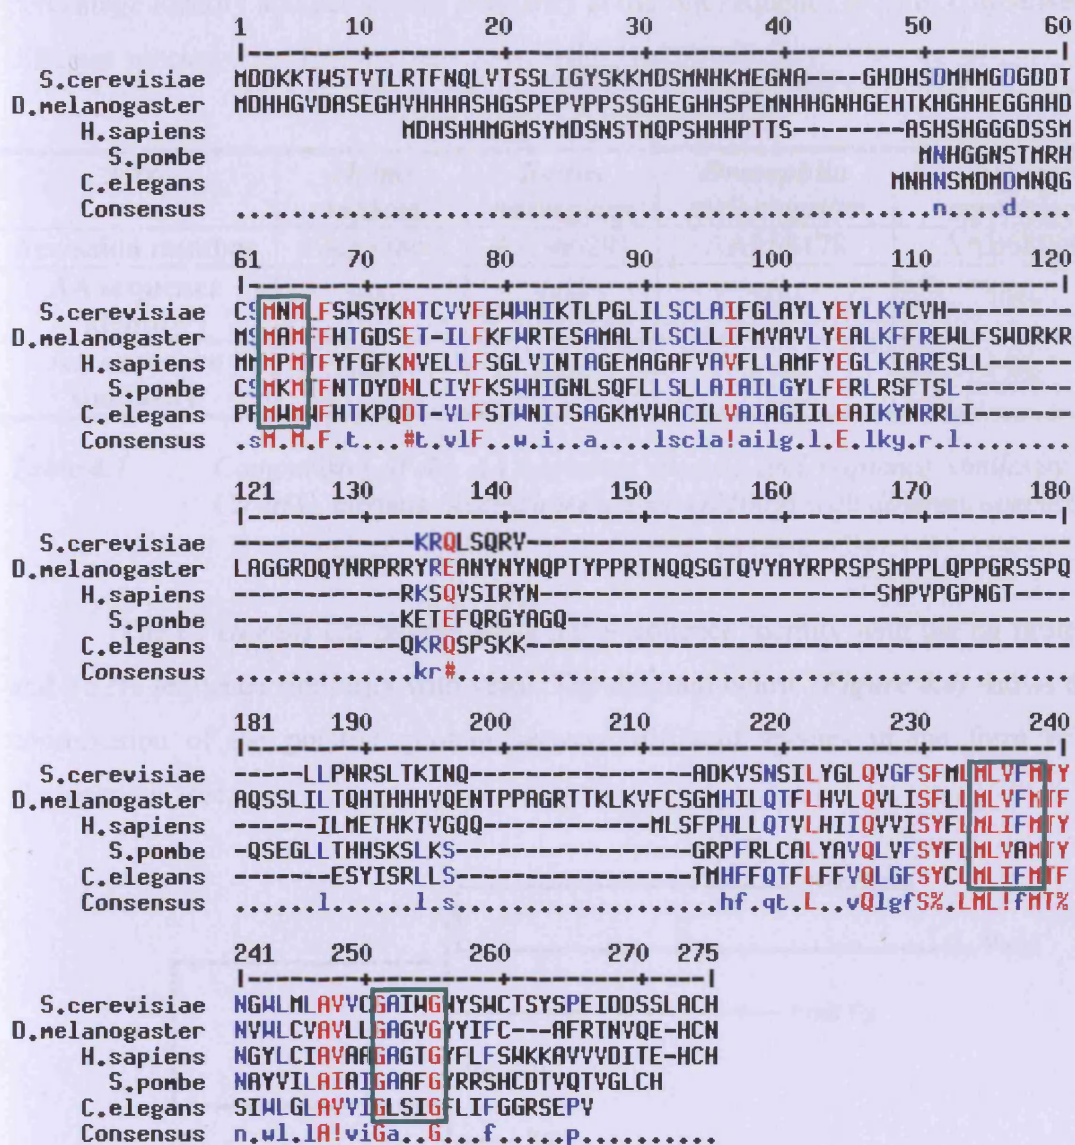 1 10 20 30 40 50 60
|--------+---------+---------+---------+---------+---------|
S.cerevisiae MDDKKTWSTVTLRTFNQLVTSSLIGYSKKMDSMNHKMEGNA----GHDHSDMHMGDGDDT
D.melanogaster MDHHGVDASEGHVHHHASHGSPEPVPPSSGHEGHHSPEMNHHGNHGEHTKHGHHEGGAHD
H.sapiens MDHSHHMGMSYMDSNSTMQPSHHHPTTS--------ASHSHGGGDSSM
S.pombe MNHGGNSTMRH
C.elegans MNHNSMDMDMNQG
Consensus ..................................................n....d....
61 70 80 90 100 110 120
|--------+---------+---------+---------+---------+---------|
S.cerevisiae CSMNMLFSWSYKNTCVVFEWWHIKTLPGLILSCLAIFGLAYLYEYLKYCVH---------
D.melanogaster MSMAMFFHTGDSET-ILFKFWRTESAMALTLSCLLIFMVAVLYEALKFFREWLFSWDRKR
H.sapiens MMMPMTFYFGFKNVELLFSGLVINTAGEMAGAFVAVFLLAMFYEGLKIARESLL------
S.pombe CSMKMTFNTDYDNLCIVFKSWHIGNLSQFLLSLLAIAILGYLFERLRSFTSL--------
C.elegans PRMWMWFHTKPQDT-VLFSTWNITSAGKMVWACILVAIAGIILEAIKYNRRLI-------
Consensus .sM.M.F.t...#t.vlF..w.i..a....lscla!ailg.l.E.lky.r.l........
121 130 140 150 160 170 180
|--------+---------+---------+---------+---------+---------|
S.cerevisiae -------------KRQLSQRV---------------------------------------
D.melanogaster LAGGRDQYNRPRRYREANYNYNQPTYPPRTNQQSGTQVYAYRPRSPSMPPLQPPGRSSPQ
H.sapiens ------------RKSQVSIRYN-------------------------SMPVPGPNGT----
S.pombe ------------KETEFQRGYAGQ------------------------------------
C.elegans ------------QKRQSPSKK---------------------------------------
Consensus .............kr#............................................
181 190 200 210 220 230 240
|--------+---------+---------+---------+---------+---------|
S.cerevisiae -----LLPNRSLTKINQ----------------ADKVSNSILYGLQVGFSFMLMLVFMTY
D.melanogaster AQSSLILTQHTHHHVQENTPPAGRTTKLKVFCSGMHILQTFLHVLQVLISFLLMLVFMTF
H.sapiens ------ILMETHKTVGQQ-------------MLSFPHLLQTVLHIIQVVISYFLMLIFMTY
S.pombe -QSEGLLTHHSKSLKS-----------------GRPFRLCALYAVQLVFSYFLMLVAMTY
C.elegans -------ESYISRLLS-----------------TMHFFQTFLFFVQLGFSYCLMLIFMTF
Consensus ......l........l.s...................hf.qt.L..vQlgfS%.LML!fMT%
241 250 260 270 275
|--------+---------+---------+----|
S.cerevisiae NGWLMLAVVCGAIWGWYSWCTSYSPEIDDSSLACH
D.melanogaster NVWLCVAVLLGAGVGYYIFC---AFRTNVQE-HCN
H.sapiens NGYLCIAVAAGAGTGYFLFSWKKAVVVDITE-HCH
S.pombe NAYVILAIAIGAAFGYRRSHCDTVQTVGLCH
C.elegans SIWLGLAVVIGLSIGFLIFGGRSEPV
Consensus n.wl.lA!viGa..G...f.....p..........